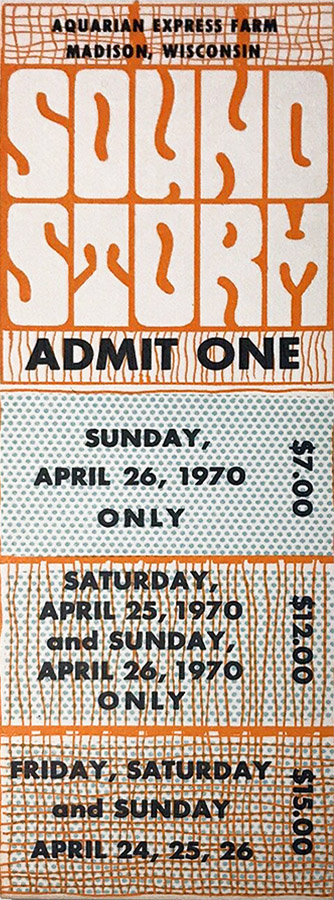 AQUARIAN EXPRESS FARM
MADISON, WISCONSIN
SOUND
STORM
ADMIT ONE
SUNDAY,
APRIL 26, 1970
ONLY
$7.00
SATURDAY,
APRIL 25, 1970
and SUNDAY,
APRIL 26, 1970
ONLY
$12.00
FRIDAY, SATURDAY
and SUNDAY
APRIL 24, 25, 26
$15.00